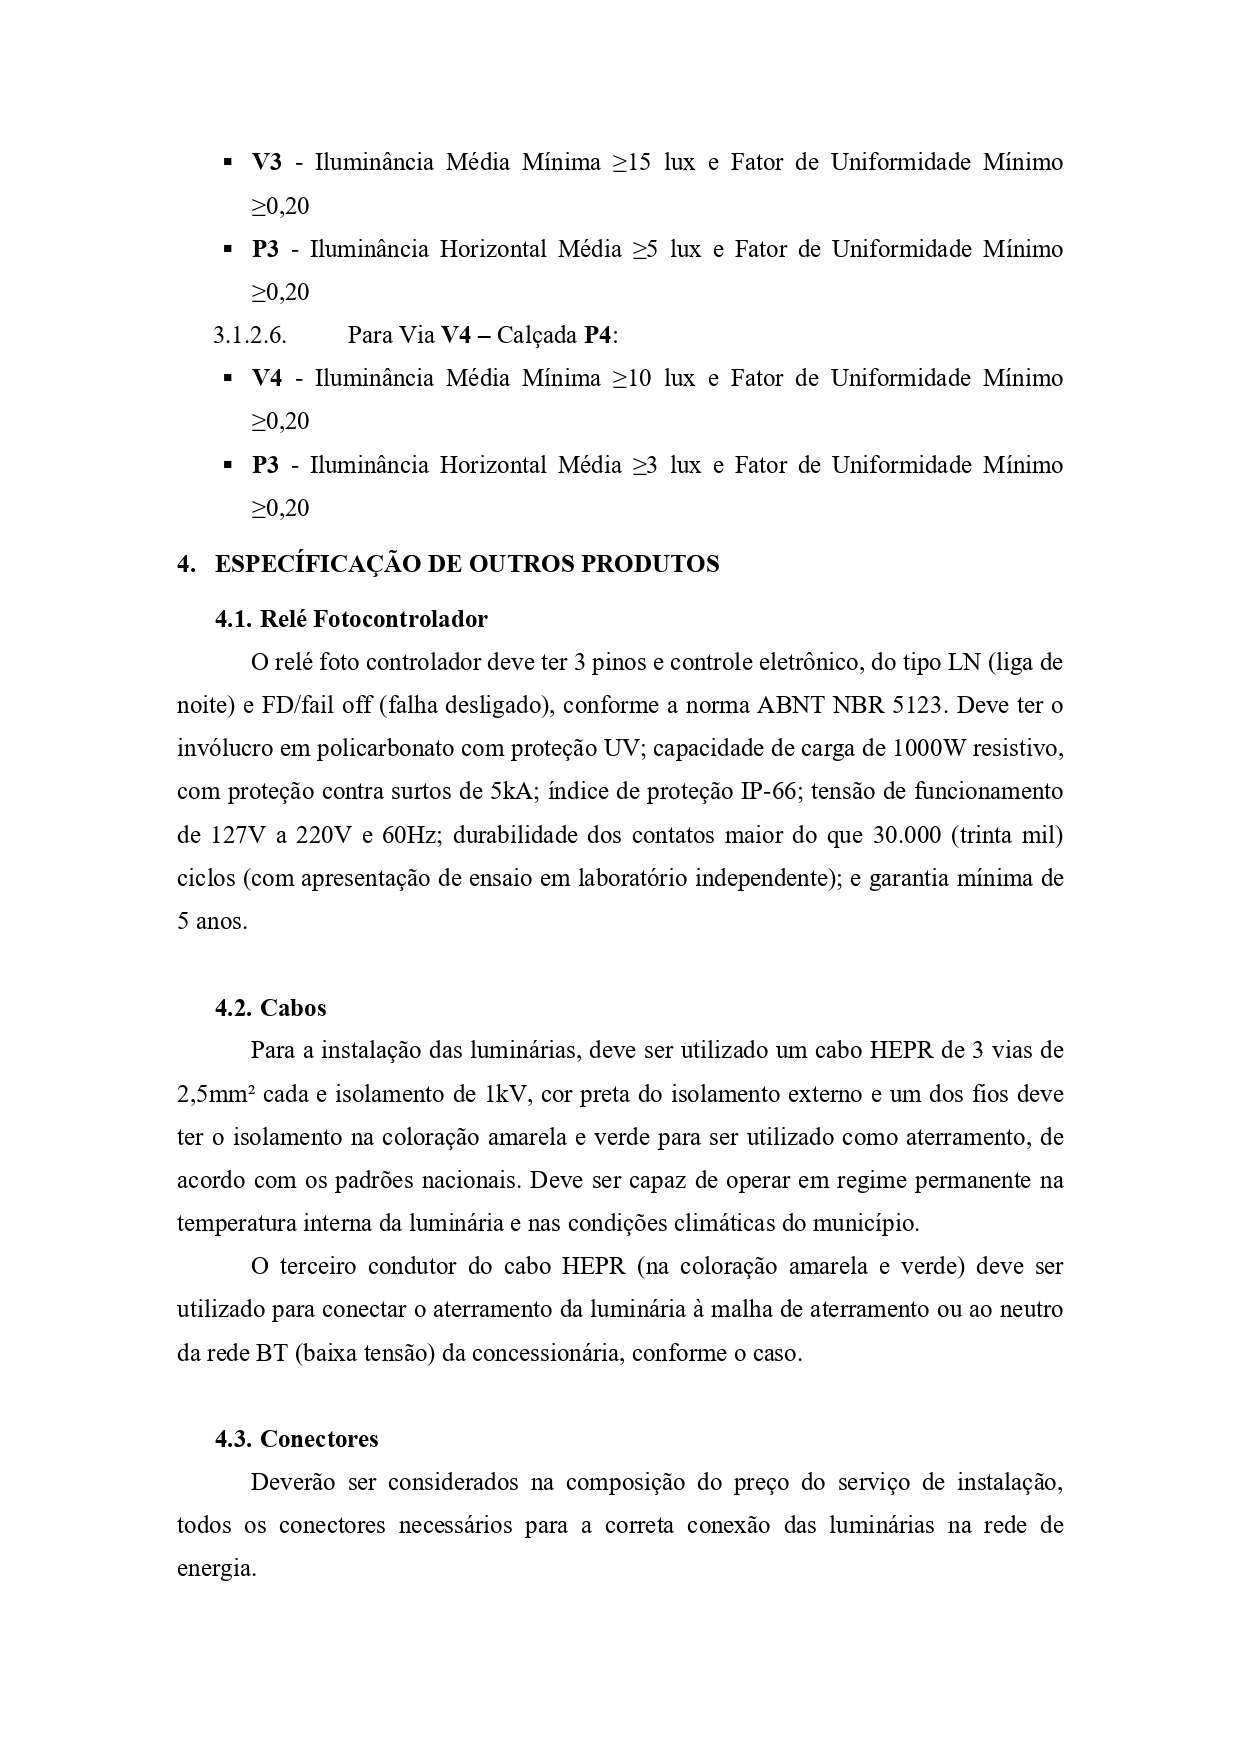 ▪ V3 - Iluminância Média Mínima ≥15 lux e Fator de Uniformidade Mínimo
≥0,20
▪ P3 - Iluminância Horizontal Média ≥5 lux e Fator de Uniformidade Mínimo
≥0,20
3.1.2.6. Para Via V4 – Calçada P4:
▪ V4 - Iluminância Média Mínima ≥10 lux e Fator de Uniformidade Mínimo
≥0,20
▪ P3 - Iluminância Horizontal Média ≥3 lux e Fator de Uniformidade Mínimo
≥0,20
4. ESPECÍFICAÇÃO DE OUTROS PRODUTOS
4.1. Relé Fotocontrolador
O relé foto controlador deve ter 3 pinos e controle eletrônico, do tipo LN (liga de
noite) e FD/fail off (falha desligado), conforme a norma ABNT NBR 5123. Deve ter o
invólucro em policarbonato com proteção UV; capacidade de carga de 1000W resistivo,
com proteção contra surtos de 5kA; índice de proteção IP-66; tensão de funcionamento
de 127V a 220V e 60Hz; durabilidade dos contatos maior do que 30.000 (trinta mil)
ciclos (com apresentação de ensaio em laboratório independente); e garantia mínima de
5 anos.
4.2. Cabos
Para a instalação das luminárias, deve ser utilizado um cabo HEPR de 3 vias de
2,5mm² cada e isolamento de 1kV, cor preta do isolamento externo e um dos fios deve
ter o isolamento na coloração amarela e verde para ser utilizado como aterramento, de
acordo com os padrões nacionais. Deve ser capaz de operar em regime permanente na
temperatura interna da luminária e nas condições climáticas do município.
O terceiro condutor do cabo HEPR (na coloração amarela e verde) deve ser
utilizado para conectar o aterramento da luminária à malha de aterramento ou ao neutro
da rede BT (baixa tensão) da concessionária, conforme o caso.
4.3. Conectores
Deverão ser considerados na composição do preço do serviço de instalação,
todos os conectores necessários para a correta conexão das luminárias na rede de
energia.